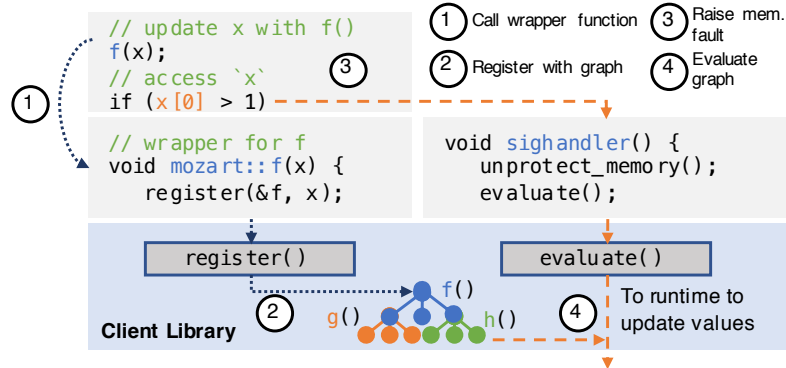 // update x with f()
f(x);
// access `x`
if (x[0] > 1)
1
3
1 Call wrapper function
3 Raise mem. fault
2 Register with graph
4 Evaluate graph
// wrapper for f
void mozart::f(x) {
register(&f, x);
void sighandler() {
unprotect_memory();
evaluate();
register()
evaluate()
2
f()
g()
h()
4
To runtime to
update values
Client Library